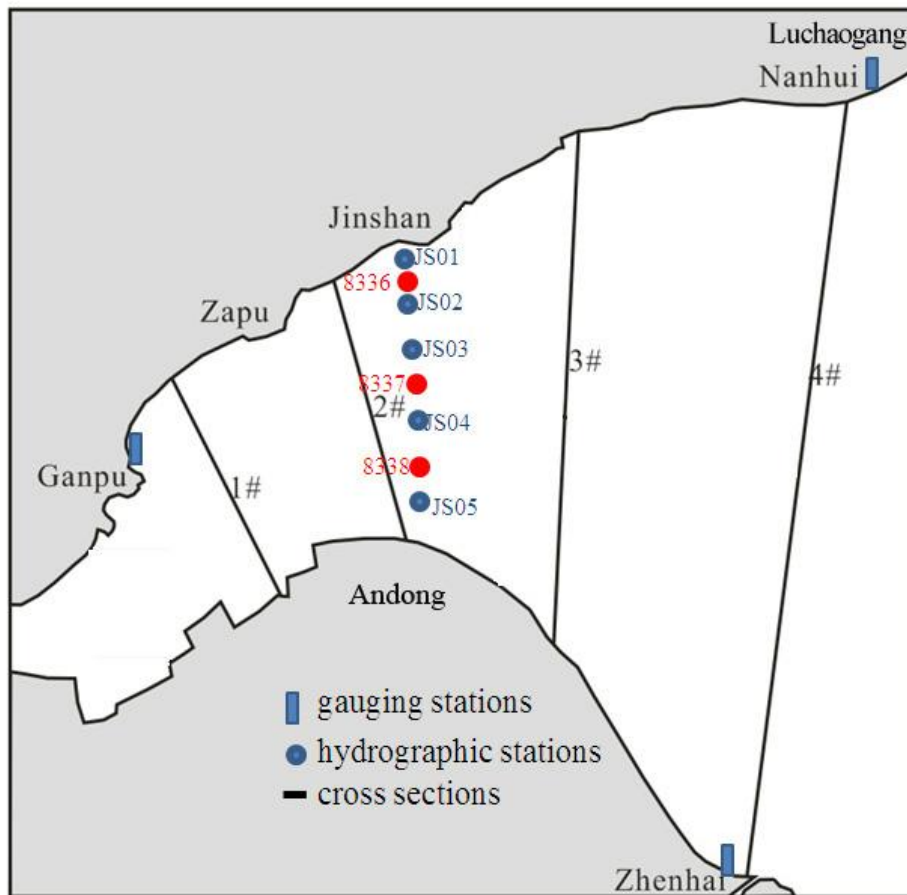 Luchaogang
Nanhui
Jinshan
JS01
8336
JS02
Zapu
JS03
3#
4#
8337
2#
JS04
8338
Ganpu
1#
JS05
Andong
gauging stations
hydrographic stations
cross sections
Zhenhai